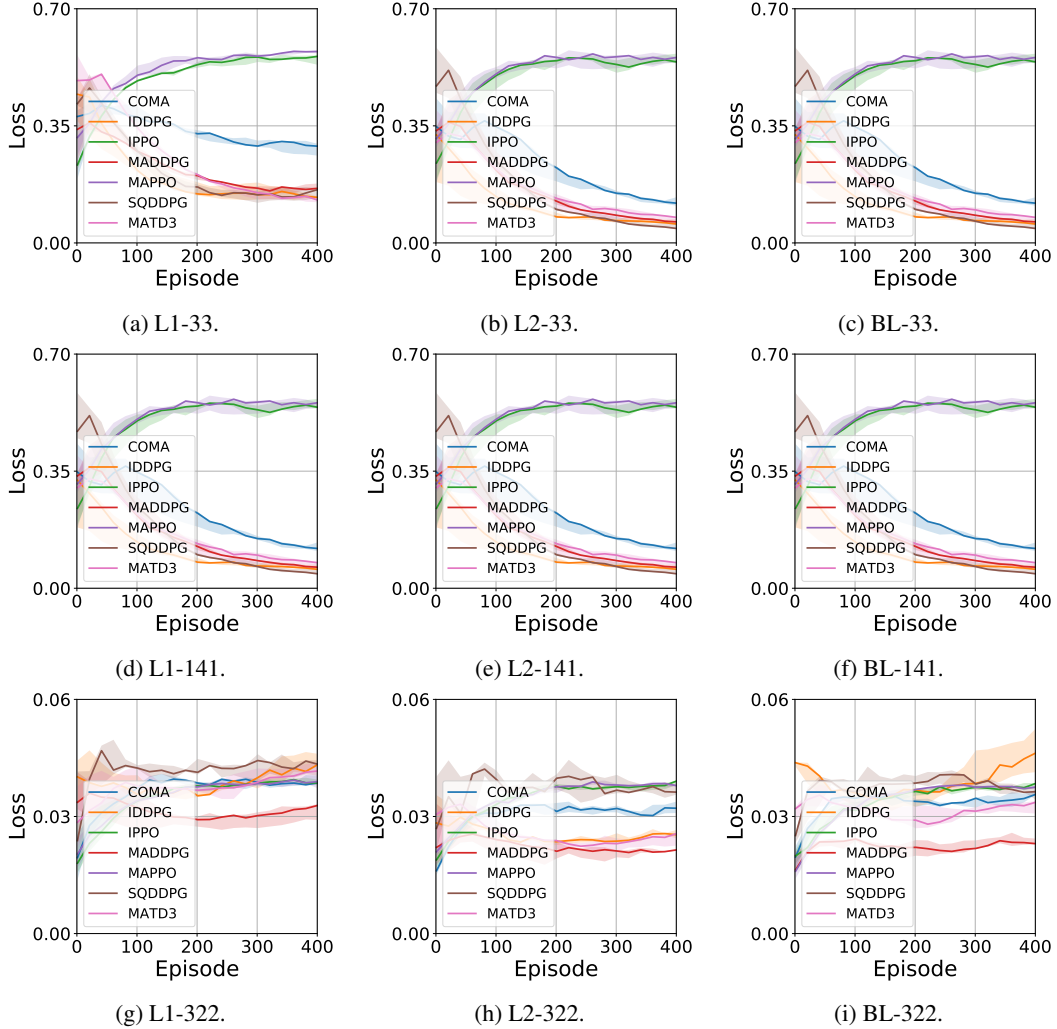 0.70
0.35
0.00
Loss
COMA
IDDPG
IPPO
MADDPG
MAPPO
SQDDPG
MATD3
0 100 200 300 400
Episode
(a) L1-33.
0.70
0.35
0.00
Loss
COMA
IDDPG
IPPO
MADDPG
MAPPO
SQDDPG
MATD3
0 100 200 300 400
Episode
(b) L2-33.
0.70
0.35
0.00
Loss
COMA
IDDPG
IPPO
MADDPG
MAPPO
SQDDPG
MATD3
0 100 200 300 400
Episode
(c) BL-33.
0.70
0.35
0.00
Loss
COMA
IDDPG
IPPO
MADDPG
MAPPO
SQDDPG
MATD3
0 100 200 300 400
Episode
(d) L1-141.
0.70
0.35
0.00
Loss
COMA
IDDPG
IPPO
MADDPG
MAPPO
SQDDPG
MATD3
0 100 200 300 400
Episode
(e) L2-141.
0.70
0.35
0.00
Loss
COMA
IDDPG
IPPO
MADDPG
MAPPO
SQDDPG
MATD3
0 100 200 300 400
Episode
(f) BL-141.
0.06
0.03
0.00
Loss
COMA
IDDPG
IPPO
MADDPG
MAPPO
SQDDPG
MATD3
0 100 200 300 400
Episode
(g) L1-322.
0.06
0.03
0.00
Loss
COMA
IDDPG
IPPO
MADDPG
MAPPO
SQDDPG
MATD3
0 100 200 300 400
Episode
(h) L2-322.
0.06
0.03
0.00
Loss
COMA
IDDPG
IPPO
MADDPG
MAPPO
SQDDPG
MATD3
0 100 200 300 400
Episode
(i) BL-322.